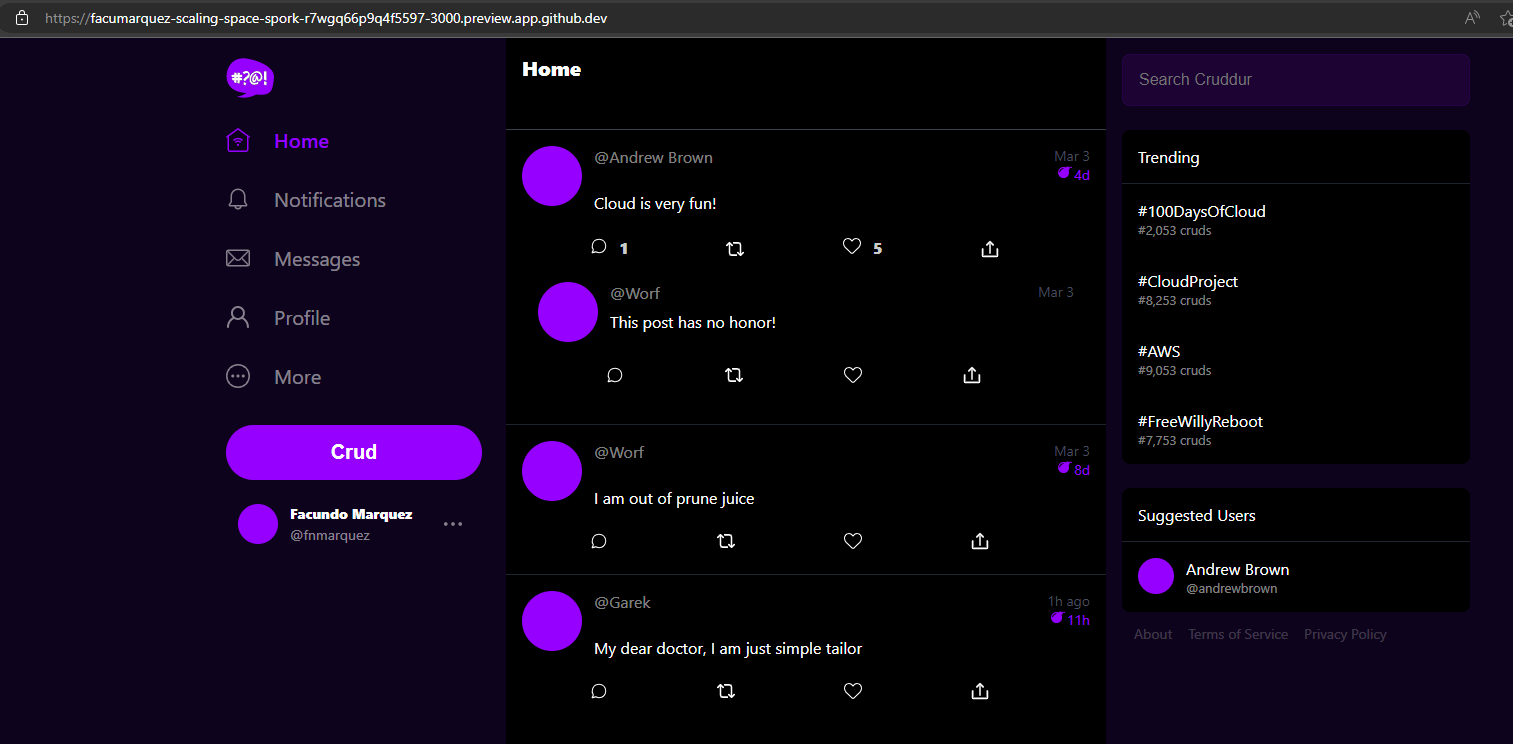 https://facumarquez-scaling-space-spork-r7wgq66p9q4f5597-3000.preview.app.github.dev
#?@!
Home
Notifications
Messages
Profile
More
Crud
Facundo Marquez
@fnmarquez
Home
@Andrew Brown
Mar 3
4d
Cloud is very fun!
1
5
@Worf
Mar 3
This post has no honor!
@Worf
Mar 3
8d
I am out of prune juice
@Garek
1h ago
11h
My dear doctor, I am just simple tailor
Search Cruddur
Trending
#100DaysOfCloud
#2,053 cruds
#CloudProject
#8,253 cruds
#AWS
#9,053 cruds
#FreeWillyReboot
#7,753 cruds
Suggested Users
Andrew Brown
@andrewbrown
About Terms of Service Privacy Policy